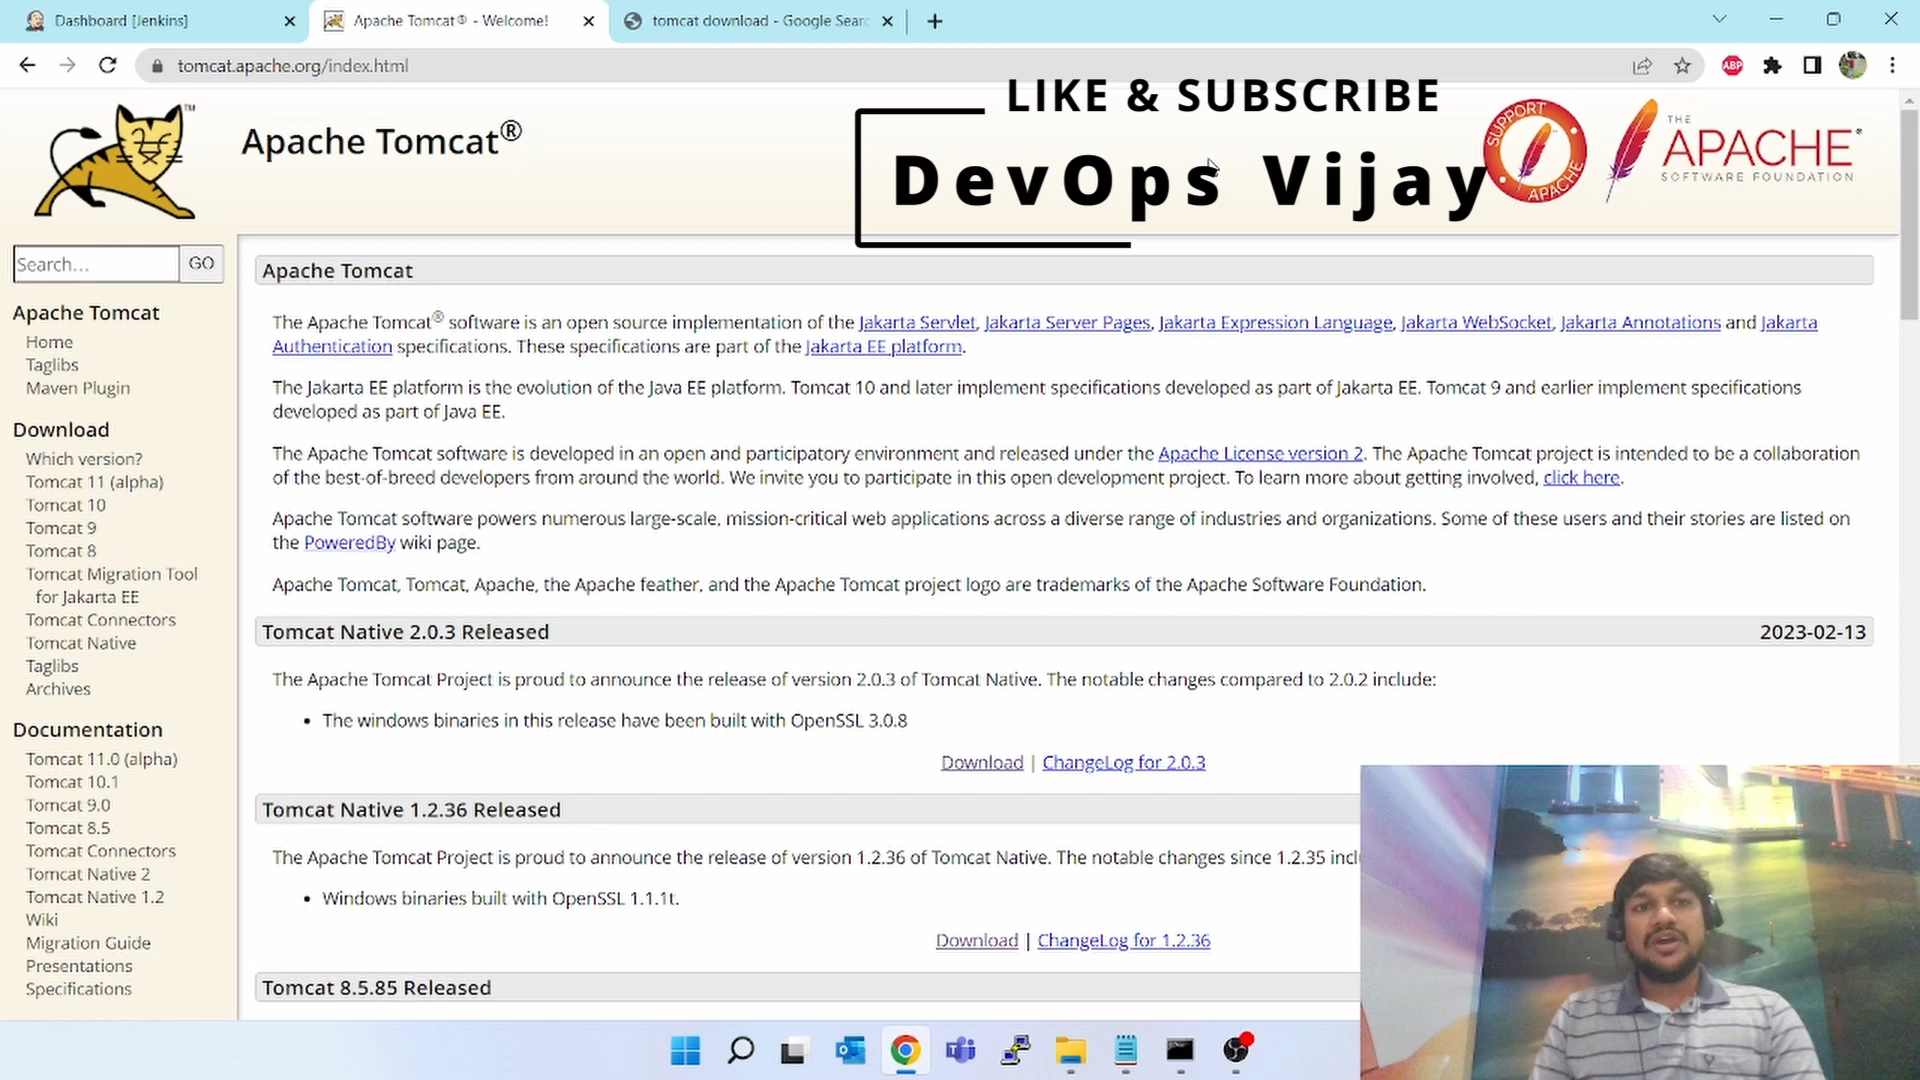 Dashboard [Jenkins]
Apache Tomcat® - Welcome!
tomcat download - Google Sear
tomcat.apache.org/index.html
ABP
LIKE & SUBSCRIBE
DevOps Vijay
TM
Apache Tomcat®
SUPPORT
APACHE
THE
APACHE®
SOFTWARE FOUNDATION
Search...
GO
Apache Tomcat
Home
Taglibs
Maven Plugin
Download
Which version?
Tomcat 11 (alpha)
Tomcat 10
Tomcat 9
Tomcat 8
Tomcat Migration Tool
for Jakarta EE
Tomcat Connectors
Tomcat Native
Taglibs
Archives
Documentation
Tomcat 11.0 (alpha)
Tomcat 10.1
Tomcat 9.0
Tomcat 8.5
Tomcat Connectors
Tomcat Native 2
Tomcat Native 1.2
Wiki
Migration Guide
Presentations
Specifications
Apache Tomcat
The Apache Tomcat® software is an open source implementation of the Jakarta Servlet, Jakarta Server Pages, Jakarta Expression Language, Jakarta WebSocket, Jakarta Annotations and Jakarta
Authentication specifications. These specifications are part of the Jakarta EE platform.
The Jakarta EE platform is the evolution of the Java EE platform. Tomcat 10 and later implement specifications developed as part of Jakarta EE. Tomcat 9 and earlier implement specifications
developed as part of Java EE.
The Apache Tomcat software is developed in an open and participatory environment and released under the Apache License version 2. The Apache Tomcat project is intended to be a collaboration
of the best-of-breed developers from around the world. We invite you to participate in this open development project. To learn more about getting involved, click here.
Apache Tomcat software powers numerous large-scale, mission-critical web applications across a diverse range of industries and organizations. Some of these users and their stories are listed on
the PoweredBy wiki page.
Apache Tomcat, Tomcat, Apache, the Apache feather, and the Apache Tomcat project logo are trademarks of the Apache Software Foundation.
Tomcat Native 2.0.3 Released 2023-02-13
The Apache Tomcat Project is proud to announce the release of version 2.0.3 of Tomcat Native. The notable changes compared to 2.0.2 include:
• The windows binaries in this release have been built with OpenSSL 3.0.8
Download | ChangeLog for 2.0.3
Tomcat Native 1.2.36 Released
The Apache Tomcat Project is proud to announce the release of version 1.2.36 of Tomcat Native. The notable changes since 1.2.35 incl
• Windows binaries built with OpenSSL 1.1.1t.
Download | ChangeLog for 1.2.36
Tomcat 8.5.85 Released